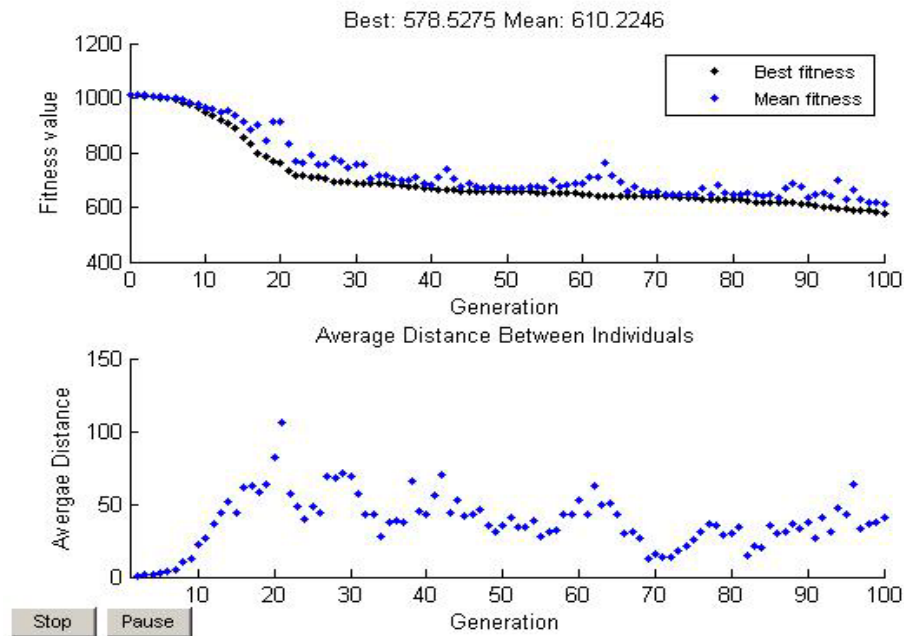 Best: 578.5275 Mean: 610.2246
1200
1000
800
600
400
Fitness value
Best fitness
Mean fitness
0 10 20 30 40 50 60 70 80 90 100
Generation
Average Distance Between Individuals
150
100
50
0
Avergae Distance
10 20 30 40 50 60 70 80 90 100
Generation
Stop Pause